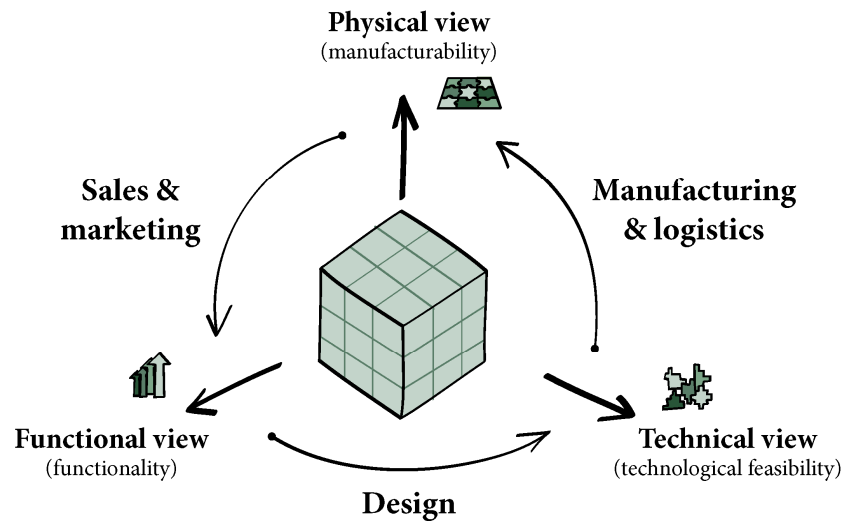 Physical view
(manufacturability)
Sales &
marketing
Manufacturing
& logistics
Functional view
(functionality)
Technical view
(technological feasibility)
Design